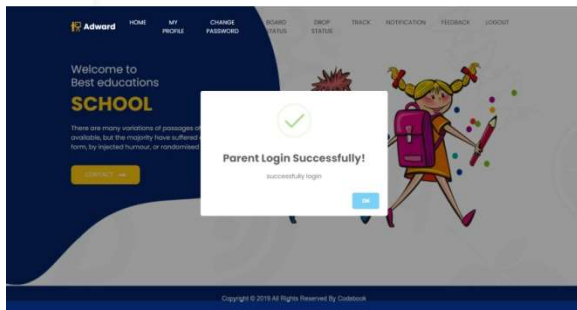 Adward
HOME
MY
PROFILE
CHANGE
PASSWORD
BOARD
STATUS
DROP
STATUS
TRACK
NOTIFICATION
FEEDBACK
LOGOUT
Welcome to
Best educations
SCHOOL
There are many variations of passages of
available, but the majority have suffered
form, by injected humour, or randomised
CONTACT
Parent Login Successfully!
successfully login
OK
Copyright © 2019 All Rights Reserved By Codebook